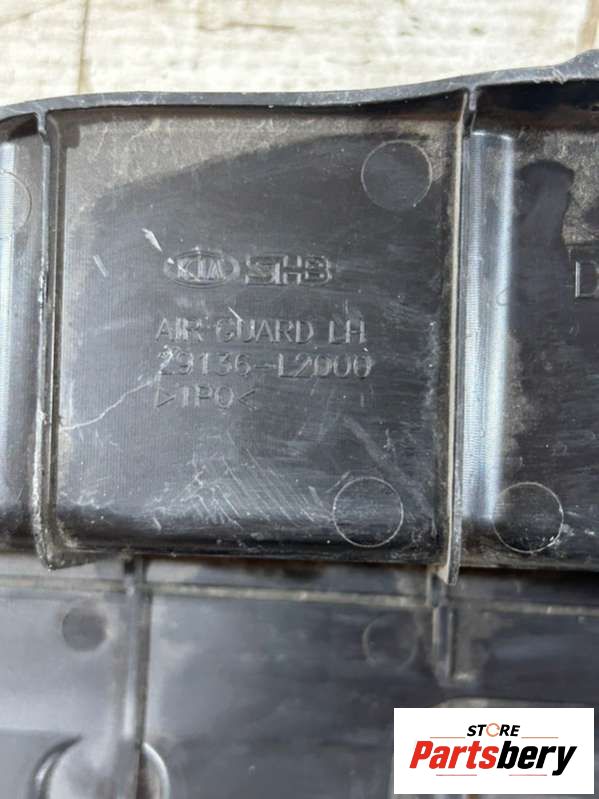 KIA SHB
D
AIR GUARD LH
29136-L2000
>TPO<
STORE
Partsbery